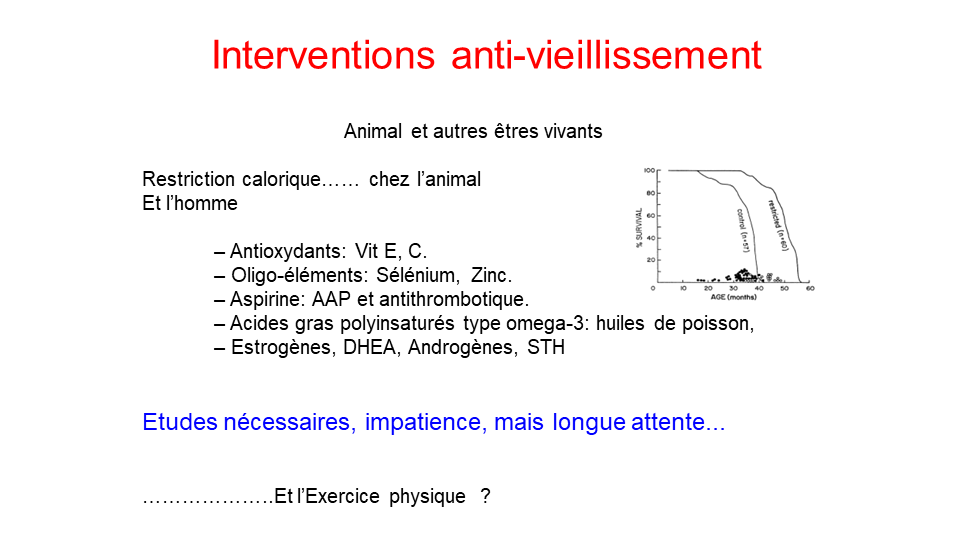 Interventions anti-vieillissement
Animal et autres êtres vivants
Restriction calorique…… chez l’animal
Et l’homme
– Antioxydants: Vit E, C.
– Oligo-éléments: Sélénium, Zinc.
– Aspirine: AAP et antithrombotique.
– Acides gras polyinsaturés type omega-3: huiles de poisson,
– Estrogènes, DHEA, Androgènes, STH
100
80
60
40
20
% SURVIVAL
control (n=57)
restricted (n=60)
0 10 20 30 40 50 60
AGE (months)
Etudes nécessaires, impatience, mais longue attente...
………………..Et l’Exercice physique ?